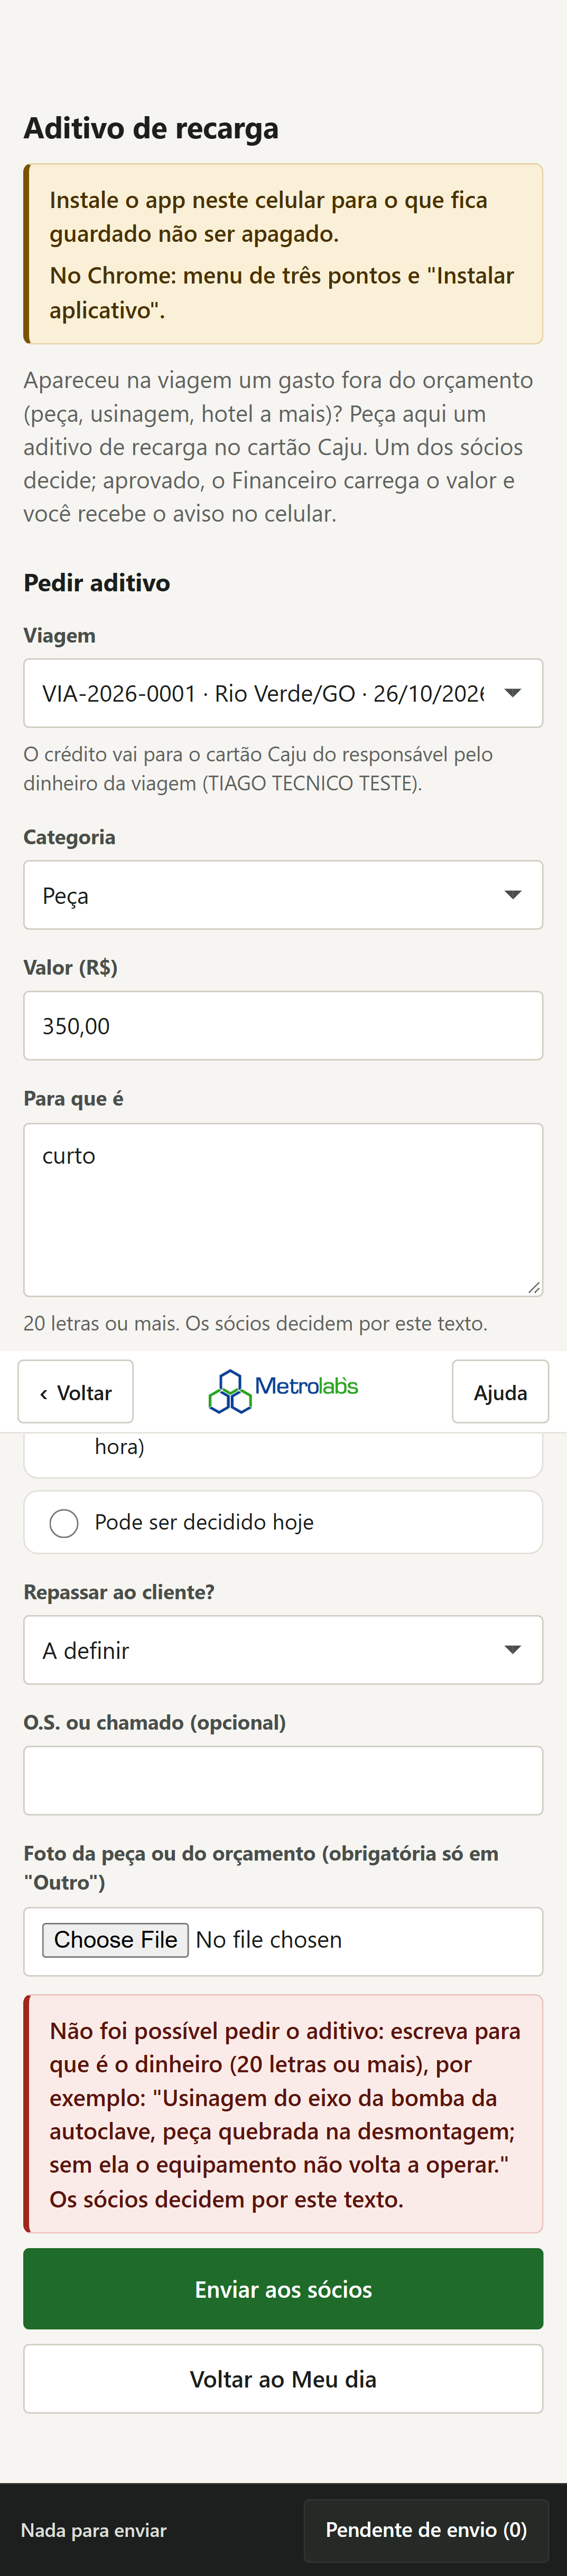 Aditivo de recarga
Instale o app neste celular para o que fica
guardado não ser apagado.
No Chrome: menu de três pontos e "Instalar
aplicativo".
Apareceu na viagem um gasto fora do orçamento
(peça, usinagem, hotel a mais)? Peça aqui um
aditivo de recarga no cartão Caju. Um dos sócios
decide; aprovado, o Financeiro carrega o valor e
você recebe o aviso no celular.
Pedir aditivo
Viagem
VIA-2026-0001 · Rio Verde/GO · 26/10/2026
O crédito vai para o cartão Caju do responsável pelo
dinheiro da viagem (TIAGO TECNICO TESTE).
Categoria
Peça
Valor (R$)
350,00
Para que é
curto
20 letras ou mais. Os sócios decidem por este texto.
‹ Voltar
Metrolabs
Ajuda
hora)
Pode ser decidido hoje
Repassar ao cliente?
A definir
O.S. ou chamado (opcional)
Foto da peça ou do orçamento (obrigatória só em
"Outro")
Choose File No file chosen
Não foi possível pedir o aditivo: escreva para
que é o dinheiro (20 letras ou mais), por
exemplo: "Usinagem do eixo da bomba da
autoclave, peça quebrada na desmontagem;
sem ela o equipamento não volta a operar."
Os sócios decidem por este texto.
Enviar aos sócios
Voltar ao Meu dia
Nada para enviar
Pendente de envio (0)